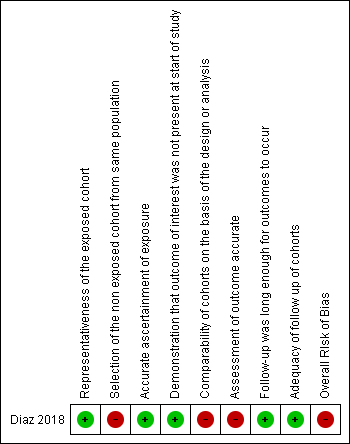 Representativeness of the exposed cohort
Selection of the non exposed cohort from same population
Accurate ascertainment of exposure
Demonstration that outcome of interest was not present at start of study
Comparability of cohorts on the basis of the design or analysis
Assessment of outcome accurate
Follow-up was long enough for outcomes to occur
Adequacy of follow up of cohorts
Overall Risk of Bias
Diaz 2018 + - + + - - + + -